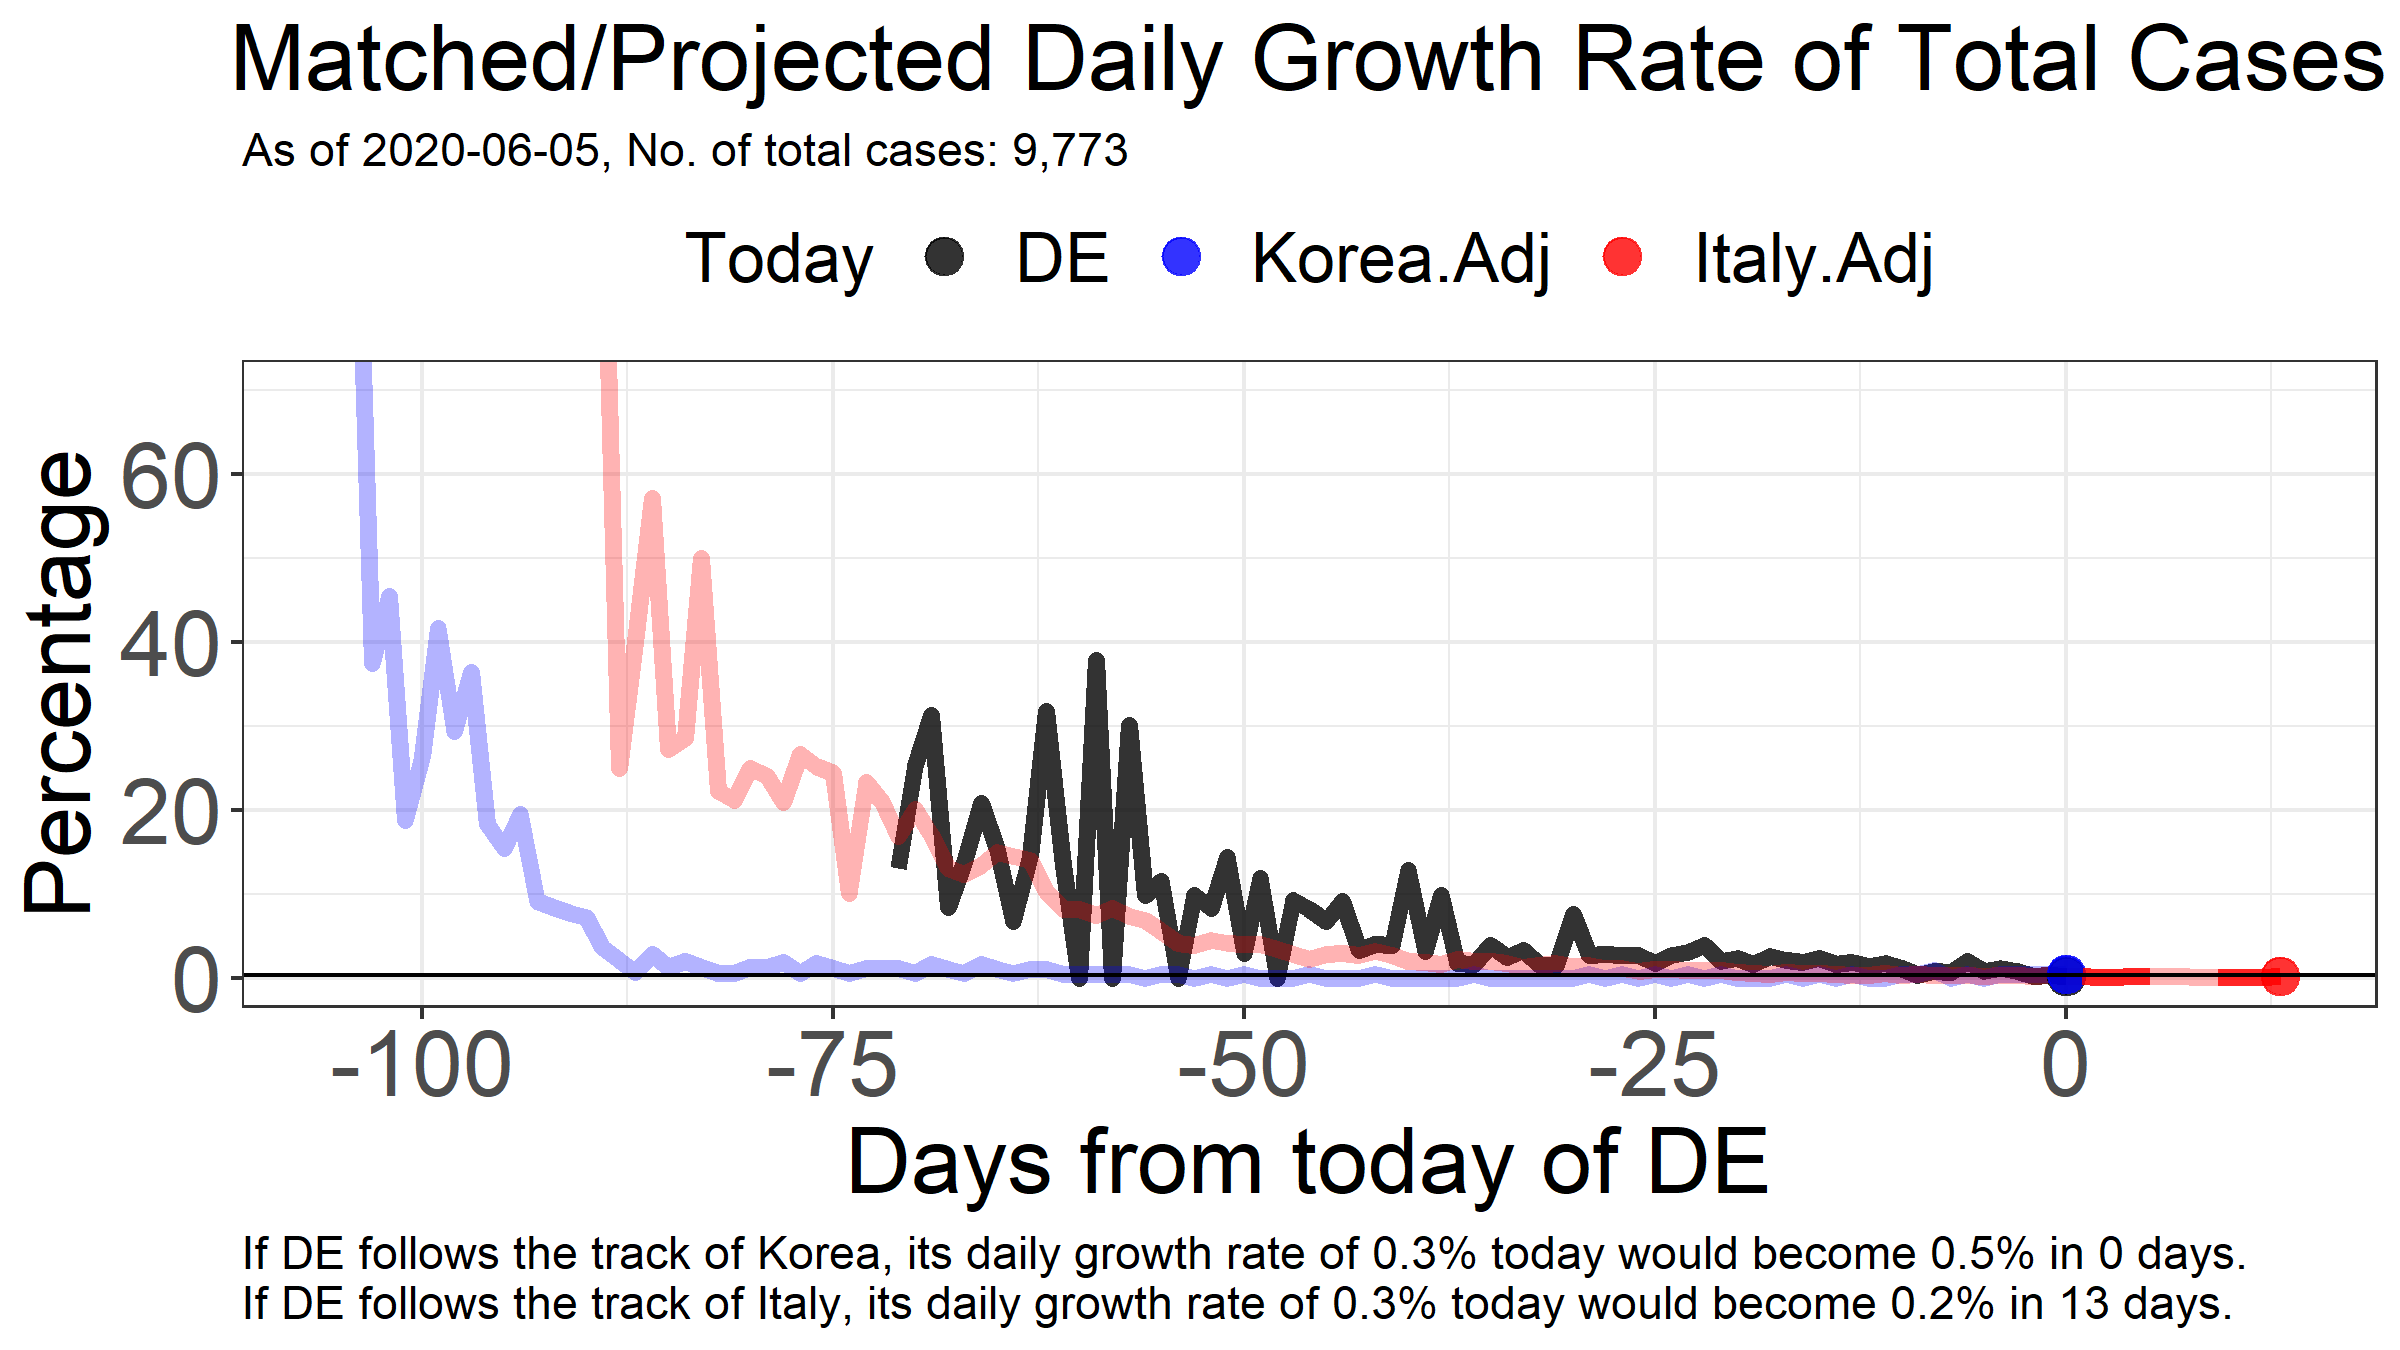 Matched/Projected Daily Growth Rate of Total Cases
As of 2020-06-05, No. of total cases: 9,773
Today DE Korea.Adj Italy.Adj
Percentage
60
40
20
0
-100 -75 -50 -25 0
Days from today of DE
If DE follows the track of Korea, its daily growth rate of 0.3% today would become 0.5% in 0 days.
If DE follows the track of Italy, its daily growth rate of 0.3% today would become 0.2% in 13 days.